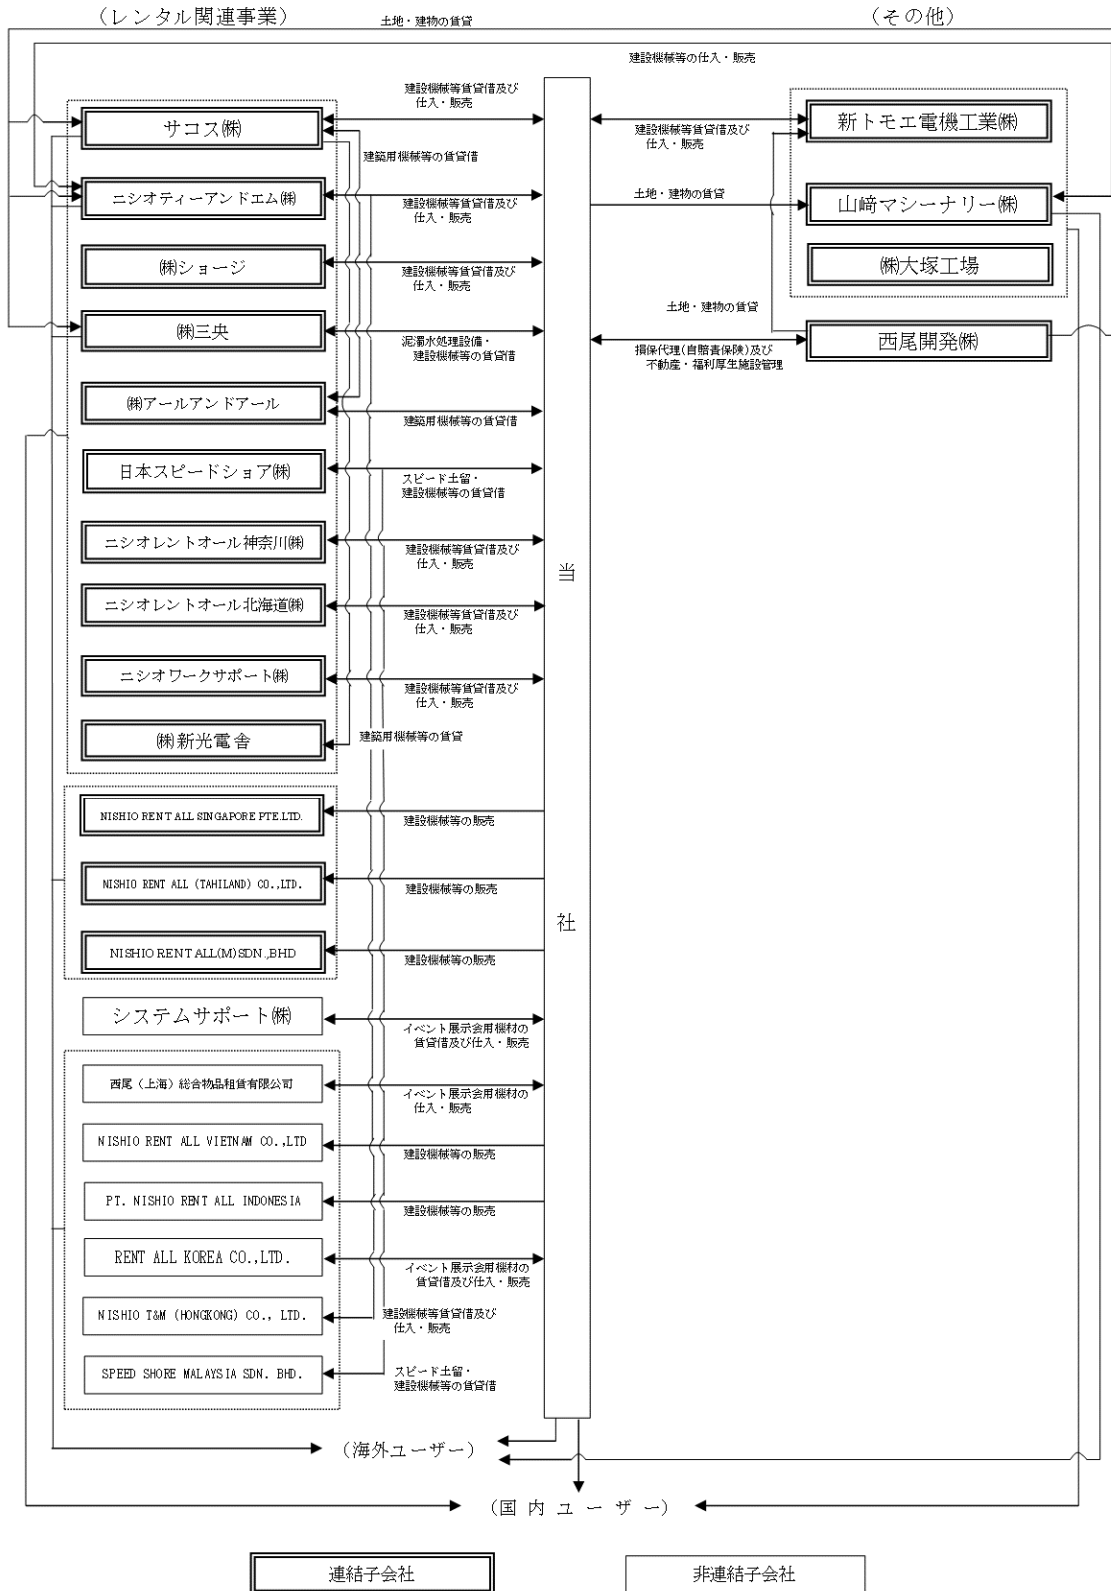 （レンタル関連事業）
（その他）
土地・建物の賃貸
建設機械等の仕入・販売
サコス㈱
建設機械等賃貸借及び
仕入・販売
建築用機械等の賃貸借
ニシオティーアンドエム㈱
建設機械等賃貸借及び
仕入・販売
㈱ショージ
建設機械等賃貸借及び
仕入・販売
㈱三央
泥濁水処理設備・
建設機械等の賃貸借
㈱アールアンドアール
建築用機械等の賃貸借
日本スピードショア㈱
スピード土留・
建設機械等の賃貸借
ニシオレントオール神奈川㈱
建設機械等賃貸借及び
仕入・販売
ニシオレントオール北海道㈱
建設機械等賃貸借及び
仕入・販売
ニシオワークサポート㈱
建設機械等賃貸借及び
仕入・販売
㈱新光電舎
建築用機械等の賃貸
NISHIO RENT ALL SINGAPORE PTE.LTD.
建設機械等の販売
NISHIO RENT ALL (TAHILAND) CO.,LTD.
建設機械等の販売
NISHIO RENT ALL(M)SDN.,BHD
建設機械等の販売
システムサポート㈱
イベント展示会用機材の
賃貸借及び仕入・販売
西尾（上海）総合物品租賃有限公司
イベント展示会用機材の
仕入・販売
NISHIO RENT ALL VIETNAM CO.,LTD
建設機械等の販売
PT. NISHIO RENT ALL INDONESIA
建設機械等の販売
RENT ALL KOREA CO.,LTD.
イベント展示会用機材の
賃貸借及び仕入・販売
NISHIO T&M (HONGKONG) CO., LTD.
建設機械等賃貸借及び
仕入・販売
SPEED SHORE MALAYSIA SDN. BHD.
スピード土留・
建設機械等の賃貸借
当
社
新トモエ電機工業㈱
建設機械等賃貸借及び
仕入・販売
土地・建物の賃貸
山﨑マシーナリー㈱
㈱大塚工場
土地・建物の賃貸
西尾開発㈱
損保代理(自賠責保険)及び
不動産・福利厚生施設管理
（海外ユーザー）
（国内ユーザー）
連結子会社
非連結子会社